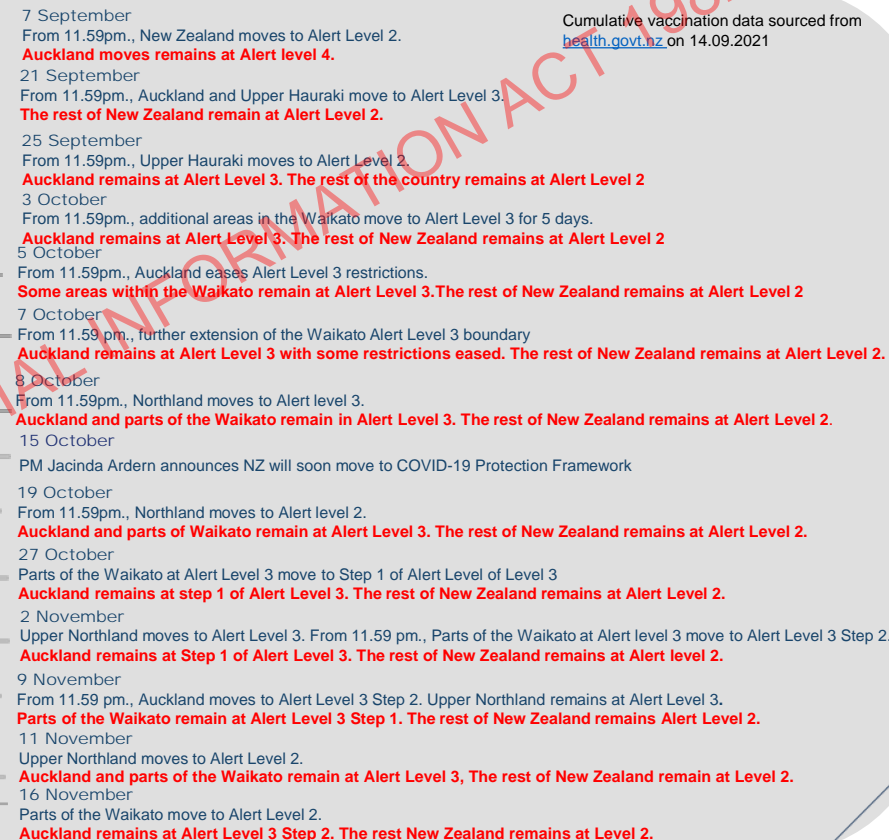 7 September
From 11.59pm., New Zealand moves to Alert Level 2.
Auckland moves remains at Alert level 4.
Cumulative vaccination data sourced from
health.govt.nz on 14.09.2021
21 September
From 11.59pm., Auckland and Upper Hauraki move to Alert Level 3.
The rest of New Zealand remain at Alert Level 2.
25 September
From 11.59pm., Upper Hauraki moves to Alert Level 2.
Auckland remains at Alert Level 3. The rest of the country remains at Alert Level 2
3 October
From 11.59pm., additional areas in the Waikato move to Alert Level 3 for 5 days.
Auckland remains at Alert Level 3. The rest of New Zealand remains at Alert Level 2
5 October
From 11.59pm., Auckland eases Alert Level 3 restrictions.
Some areas within the Waikato remain at Alert Level 3.The rest of New Zealand remains at Alert Level 2
7 October
From 11.59 pm., further extension of the Waikato Alert Level 3 boundary
Auckland remains at Alert Level 3 with some restrictions eased. The rest of New Zealand remains at Alert Level 2.
8 October
From 11.59pm., Northland moves to Alert level 3.
Auckland and parts of the Waikato remain in Alert Level 3. The rest of New Zealand remains at Alert Level 2.
15 October
PM Jacinda Ardern announces NZ will soon move to COVID-19 Protection Framework
19 October
From 11.59pm., Northland moves to Alert level 2.
Auckland and parts of Waikato remain at Alert Level 3. The rest of New Zealand remains at Alert Level 2.
27 October
Parts of the Waikato at Alert Level 3 move to Step 1 of Alert Level of Level 3
Auckland remains at step 1 of Alert Level 3. The rest of New Zealand remains at Alert Level 2.
2 November
Upper Northland moves to Alert Level 3. From 11.59 pm., Parts of the Waikato at Alert level 3 move to Alert Level 3 Step 2.
Auckland remains at Step 1 of Alert Level 3. The rest of New Zealand remains at Alert level 2.
9 November
From 11.59 pm., Auckland moves to Alert Level 3 Step 2. Upper Northland remains at Alert Level 3.
Parts of the Waikato remain at Alert Level 3 Step 1. The rest of New Zealand remains Alert Level 2.
11 November
Upper Northland moves to Alert Level 2.
Auckland and parts of the Waikato remain at Alert Level 3, The rest of New Zealand remain at Level 2.
16 November
Parts of the Waikato move to Alert Level 2.
Auckland remains at Alert Level 3 Step 2. The rest New Zealand remains at Level 2.
INFORMATION ACT